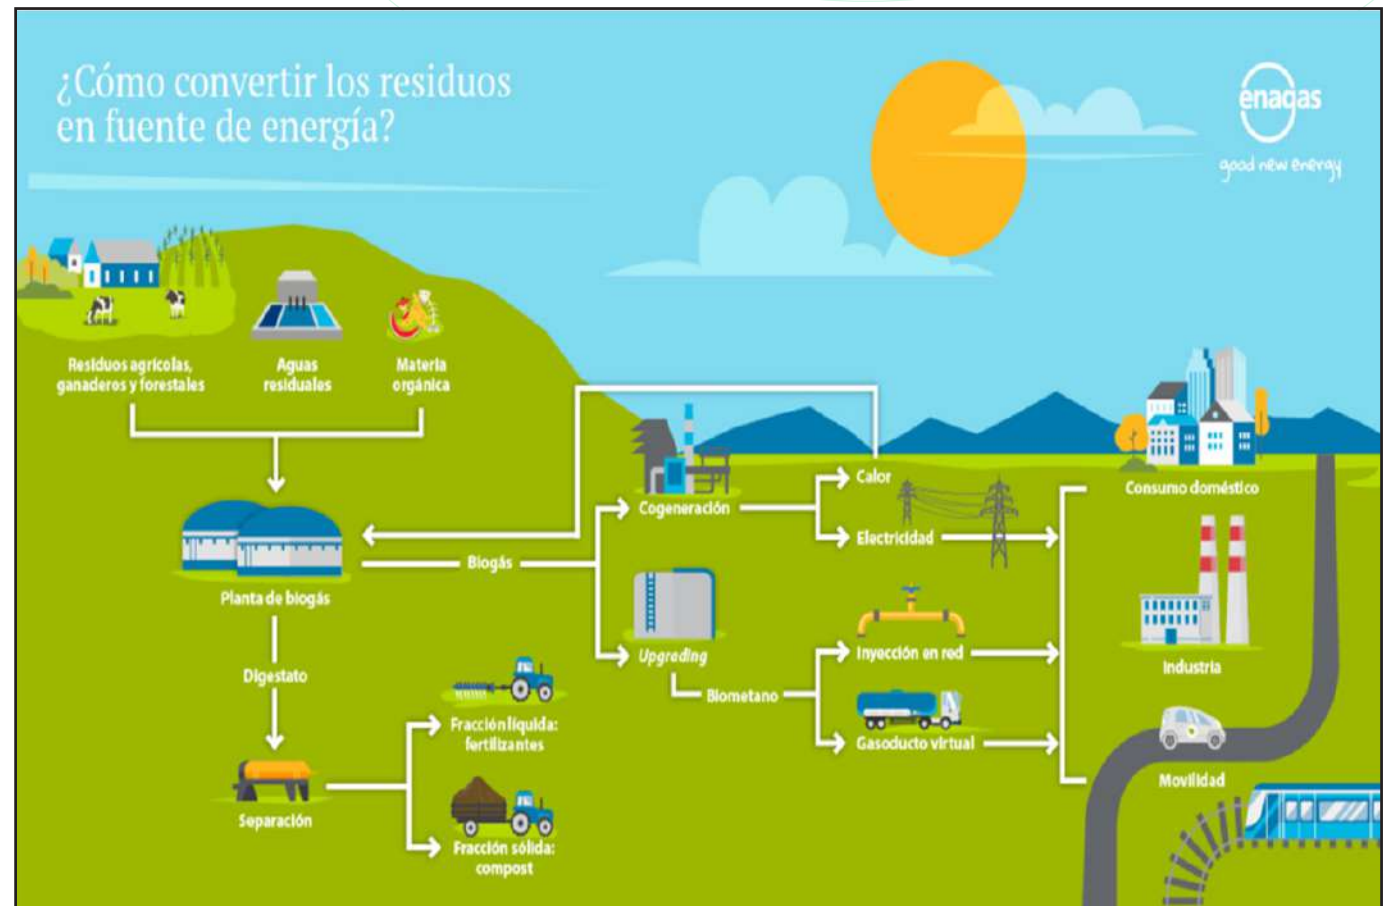 ¿Cómo convertir los residuos
en fuente de energía?
enagas
good new energy
Residuos agrícolas,
ganaderos y forestales
Aguas
residuales
Materia
orgánica
Planta de biogás
Biogás
Digestato
Separación
Fracción líquida:
fertilizantes
Fracción sólida:
compost
Cogeneración
Calor
Electricidad
Upgrading
Biometano
Inyección en red
Gasoducto virtual
Consumo doméstico
Industria
Movilidad